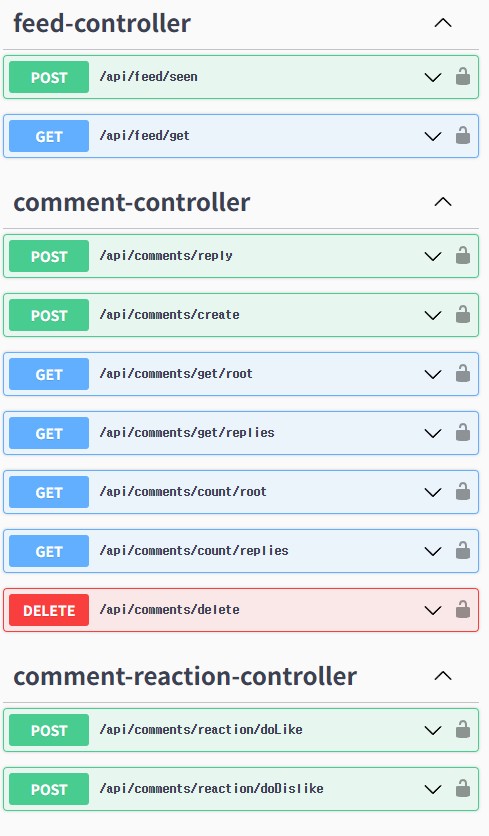 feed-controller
POST /api/feed/seen
GET /api/feed/get
comment-controller
POST /api/comments/reply
POST /api/comments/create
GET /api/comments/get/root
GET /api/comments/get/replies
GET /api/comments/count/root
GET /api/comments/count/replies
DELETE /api/comments/delete
comment-reaction-controller
POST /api/comments/reaction/doLike
POST /api/comments/reaction/doDislike